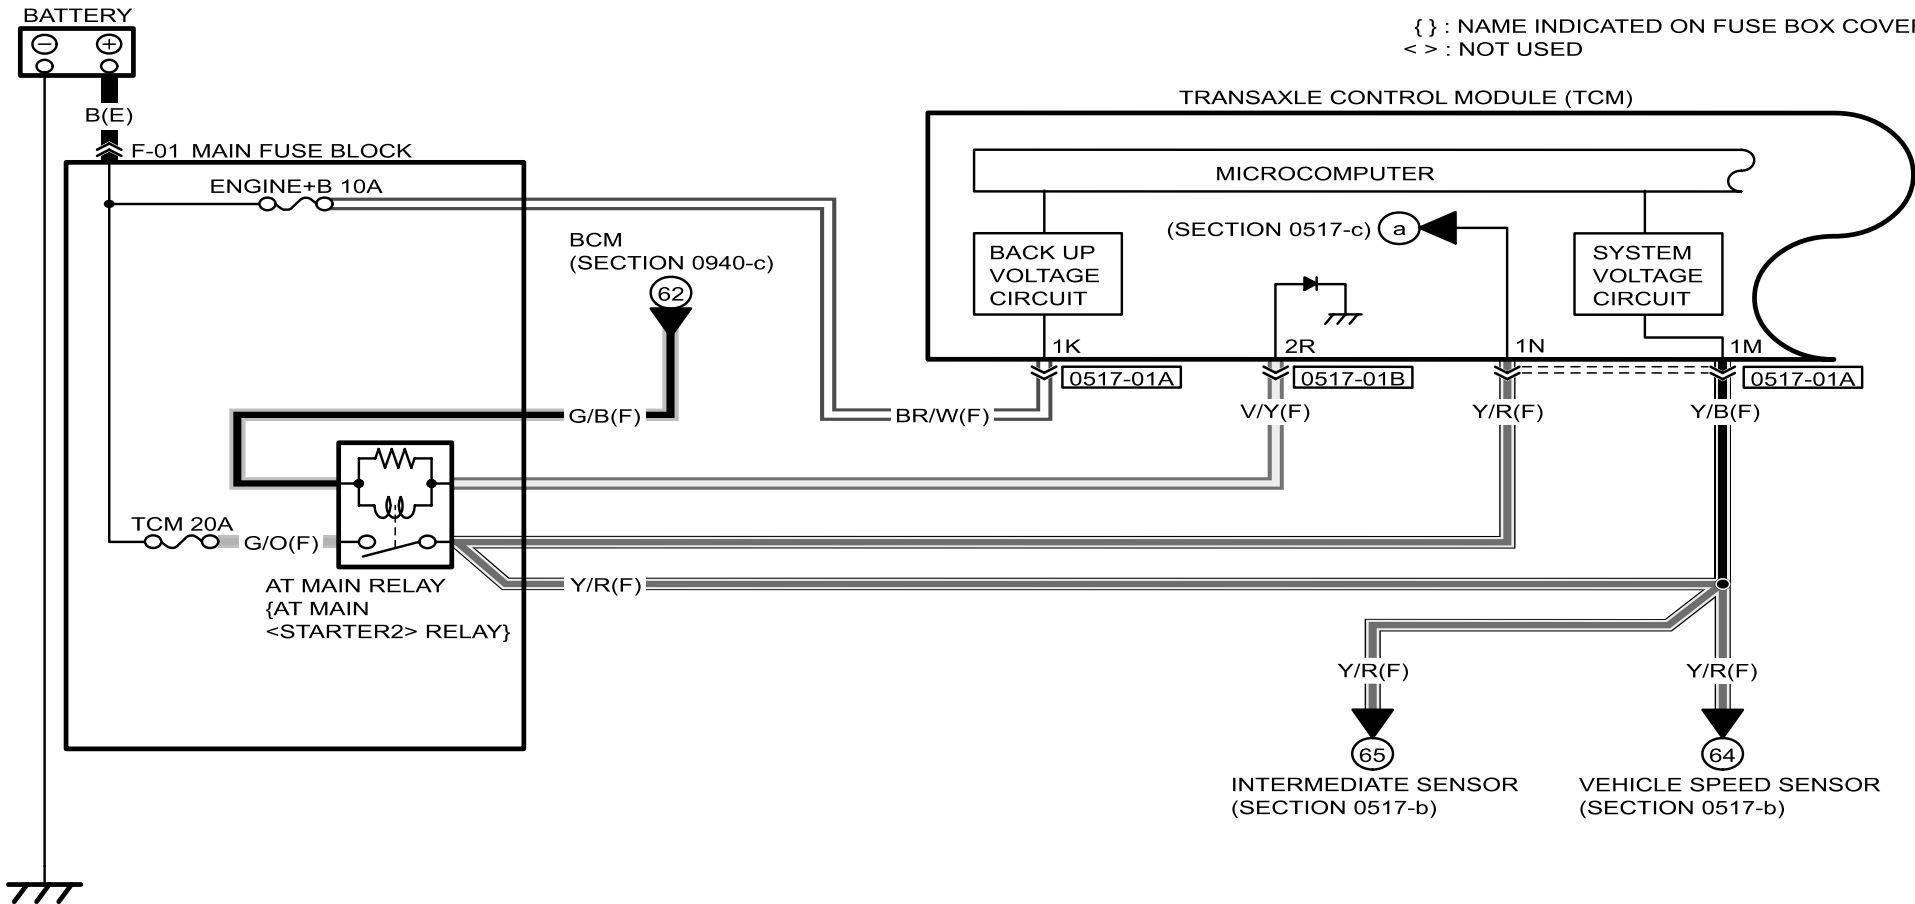 BATTERY
− +
B(E)
F-01 MAIN FUSE BLOCK
ENGINE+B 10A
{ } : NAME INDICATED ON FUSE BOX COVER
< > : NOT USED
TRANSAXLE CONTROL MODULE (TCM)
MICROCOMPUTER
(SECTION 0517-c) a
BACK UP
VOLTAGE
CIRCUIT
SYSTEM
VOLTAGE
CIRCUIT
BCM
(SECTION 0940-c)
62
1K
2R
1N
1M
0517-01A
0517-01B
0517-01A
G/B(F)
BR/W(F)
V/Y(F)
Y/R(F)
Y/B(F)
TCM 20A
G/O(F)
AT MAIN RELAY
{AT MAIN
<STARTER2> RELAY}
Y/R(F)
Y/R(F)
Y/R(F)
65
INTERMEDIATE SENSOR
(SECTION 0517-b)
64
VEHICLE SPEED SENSOR
(SECTION 0517-b)